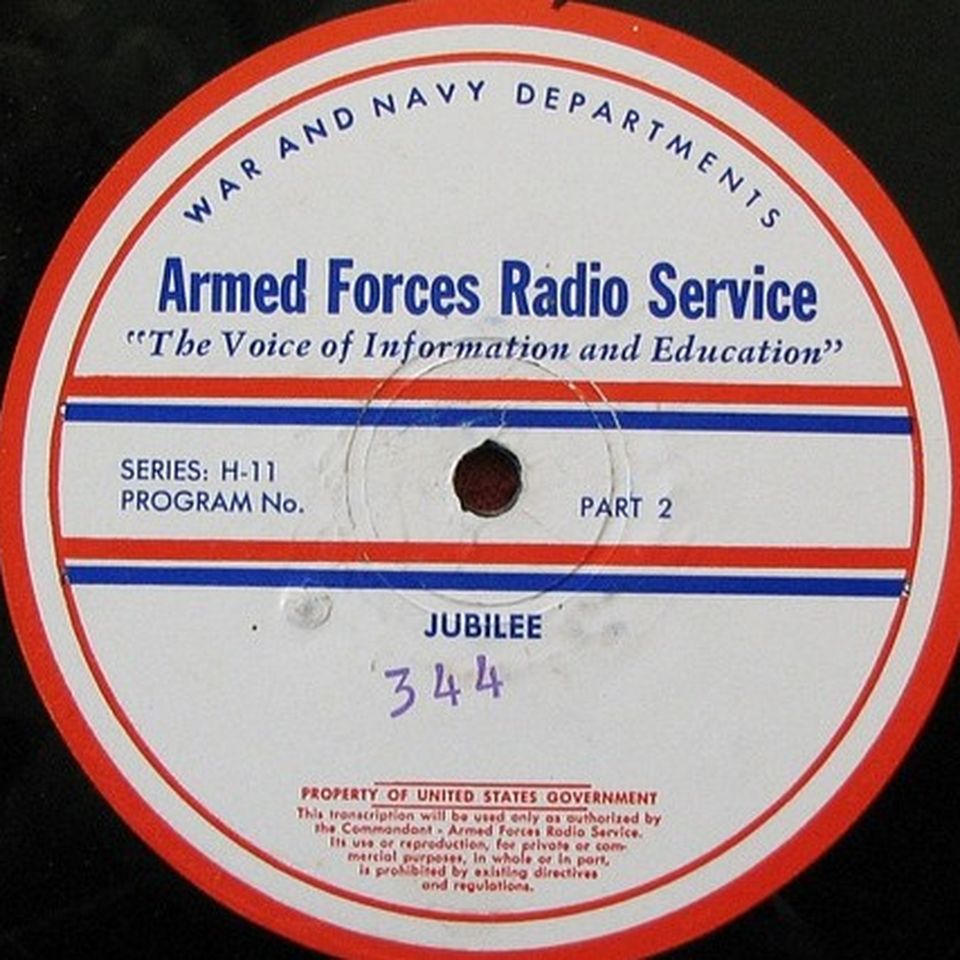 WAR AND NAVY DEPARTMENTS
Armed Forces Radio Service
"The Voice of Information and Education"
SERIES: H-11
PROGRAM No.
PART 2
JUBILEE
344
PROPERTY OF UNITED STATES GOVERNMENT
This transcription will be used only as authorized by
the Commandant - Armed Forces Radio Service.
Its use or reproduction, for private or com-
mercial purposes, in whole or in part,
is prohibited by existing directives
and regulations.